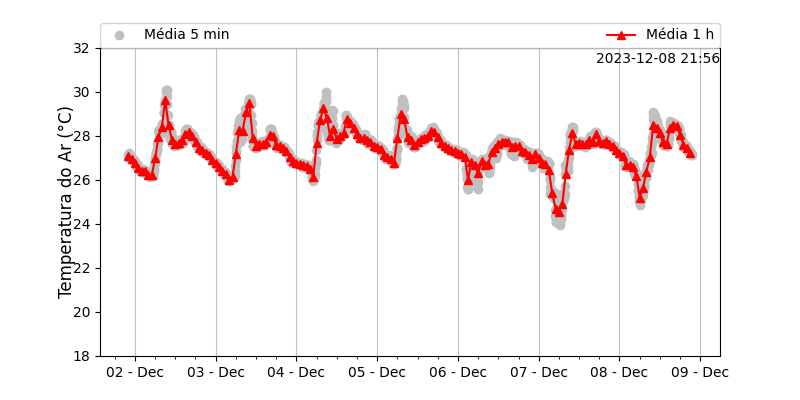 Média 5 min
Média 1 h
2023-12-08 21:56
Temperatura do Ar (°C)
32
30
28
26
24
22
20
18
02 - Dec
03 - Dec
04 - Dec
05 - Dec
06 - Dec
07 - Dec
08 - Dec
09 - Dec